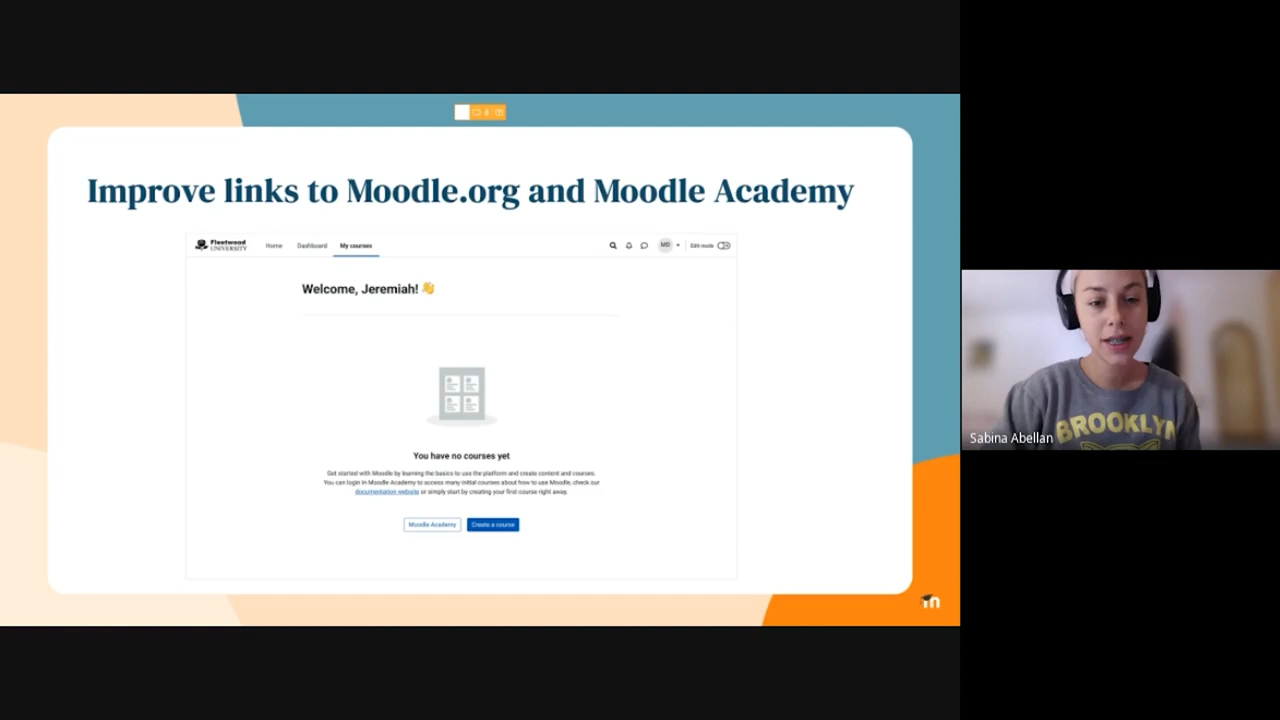 Improve links to Moodle.org and Moodle Academy
Fleetwood
UNIVERSITY
Home Dashboard My courses
MD Edit mode
Welcome, Jeremiah! 👋
You have no courses yet
Get started with Moodle by learning the basics to use the platform and create content and courses.
You can login in Moodle Academy to access many initial courses about how to use Moodle, check our
documentation website or simply start by creating your first course right away.
Moodle Academy Create a course
m
BROOKLYN
Sabina Abellan